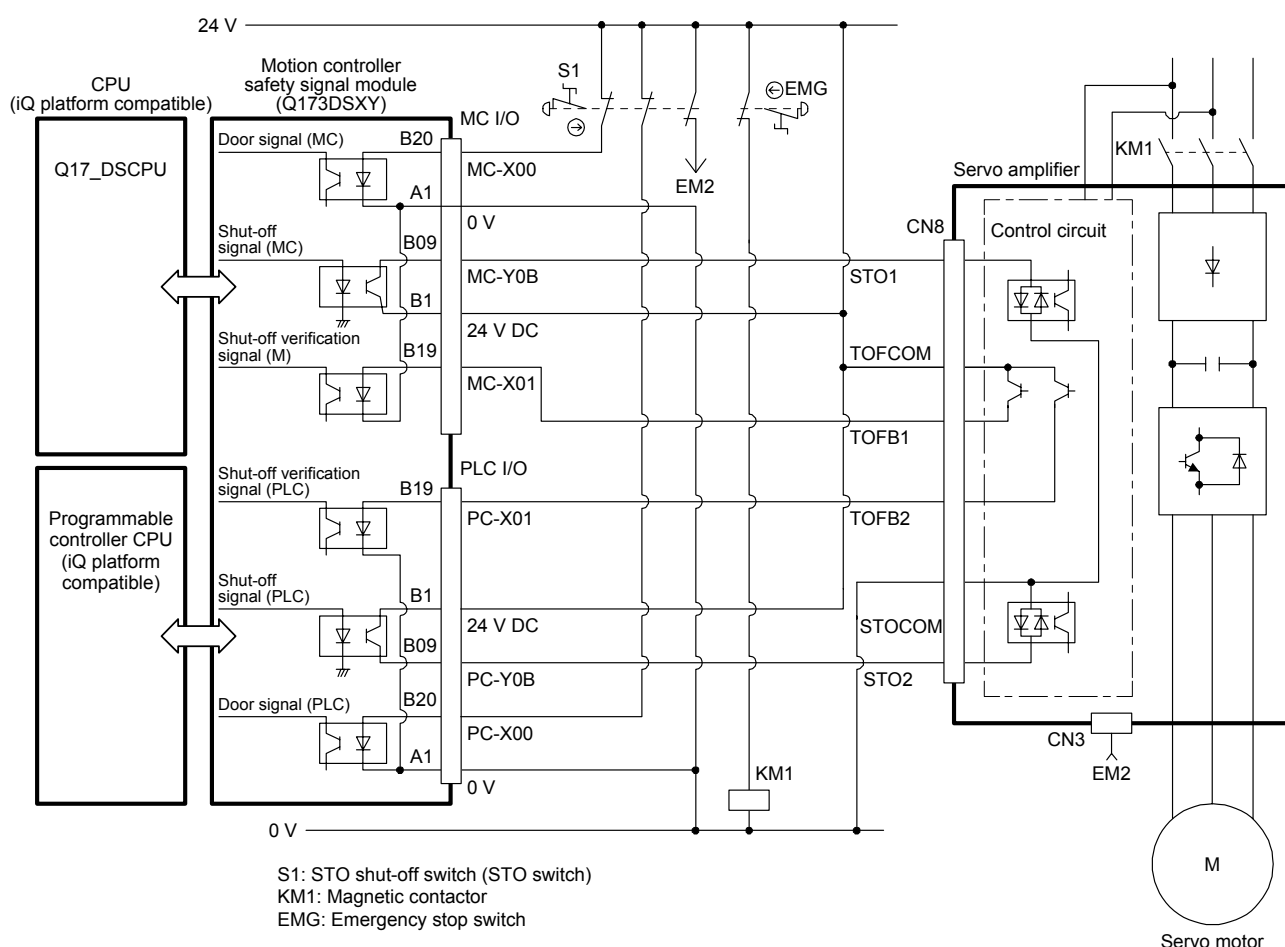 24 V
CPU
(iQ platform
compatible)
Motion controller
safety signal module
(Q173DSXY)
S1
EMG
MC I/O
Door signal (MC)
B20
MC-X00
Q17_DSCPU
A1
0 V
EM2
KM1
Servo amplifier
CN8
Control circuit
Shut-off
signal (MC)
B09
MC-Y0B
STO1
B1
24 V DC
Shut-off verification
signal (M)
B19
MC-X01
TOFCOM
TOFB1
PLC I/O
Shut-off verification
signal (PLC)
B19
PC-X01
TOFB2
Programmable
controller CPU
(iQ platform
compatible)
Shut-off
signal (PLC)
B1
24 V DC
STOCOM
B09
PC-Y0B
STO2
Door signal (PLC)
B20
PC-X00
A1
0 V
KM1
CN3
EM2
0 V
M
S1: STO shut-off switch (STO switch)
KM1: Magnetic contactor
EMG: Emergency stop switch
Servo motor